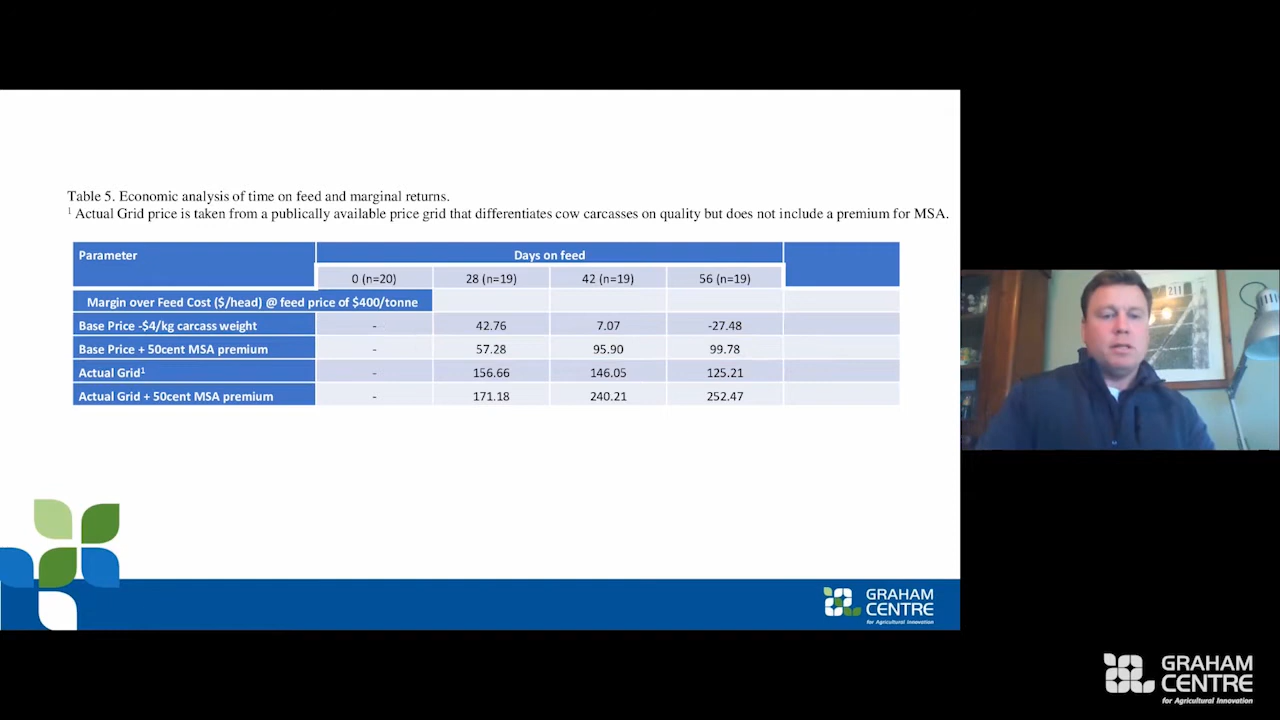 Table 5. Economic analysis of time on feed and marginal returns.
1 Actual Grid price is taken from a publically available price grid that differentiates cow carcasses on quality but does not include a premium for MSA.
Parameter Days on feed
0 (n=20) 28 (n=19) 42 (n=19) 56 (n=19)
Margin over Feed Cost ($/head) @ feed price of $400/tonne
Base Price -$4/kg carcass weight - 42.76 7.07 -27.48
Base Price + 50cent MSA premium - 57.28 95.90 99.78
Actual Grid1 - 156.66 146.05 125.21
Actual Grid + 50cent MSA premium - 171.18 240.21 252.47
GRAHAM
CENTRE
for Agricultural Innovation
GRAHAM
CENTRE
for Agricultural Innovation